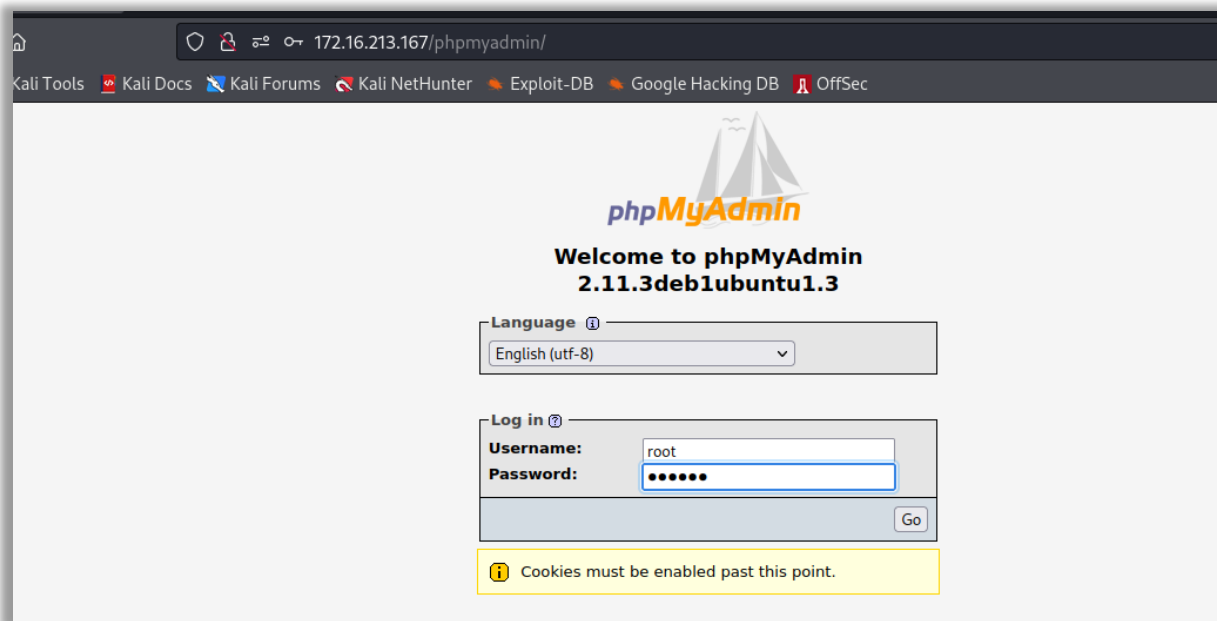 172.16.213.167/phpmyadmin/
Kali Tools Kali Docs Kali Forums Kali NetHunter Exploit-DB Google Hacking DB OffSec
phpMyAdmin
Welcome to phpMyAdmin
2.11.3deb1ubuntu1.3
Language
English (utf-8)
Log in
Username: root
Password: ●●●●●●
Go
Cookies must be enabled past this point.